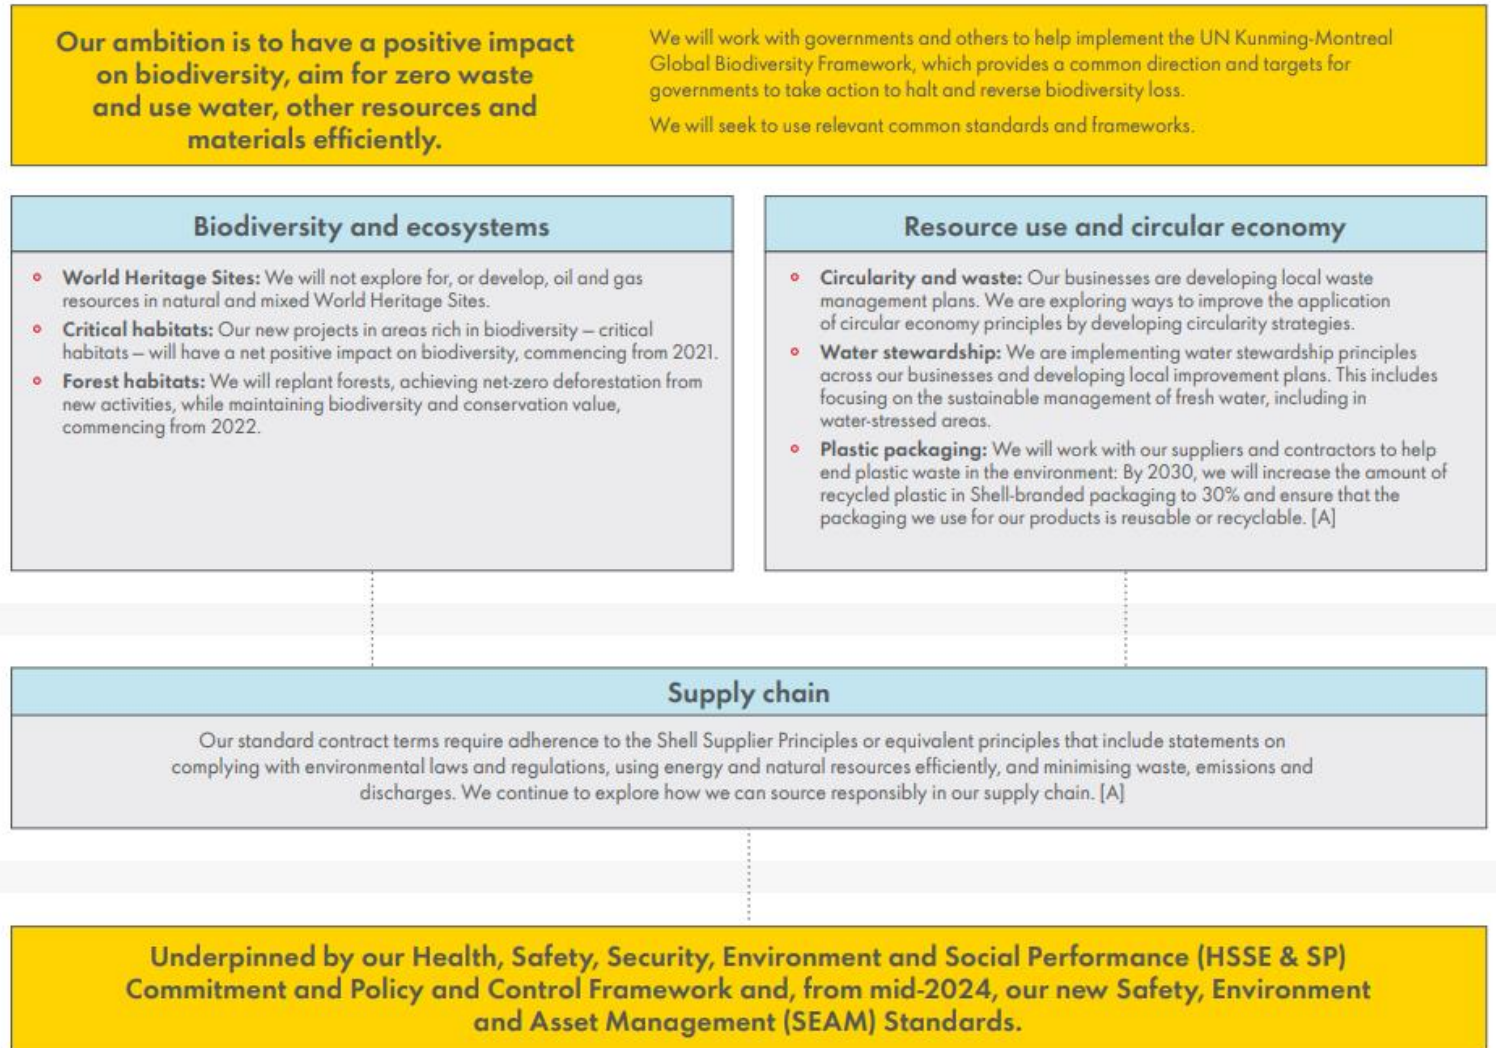 Our ambition is to have a positive impact
on biodiversity, aim for zero waste
and use water, other resources and
materials efficiently.
We will work with governments and others to help implement the UN Kunming-Montreal
Global Biodiversity Framework, which provides a common direction and targets for
governments to take action to halt and reverse biodiversity loss.
We will seek to use relevant common standards and frameworks.
Biodiversity and ecosystems
World Heritage Sites: We will not explore for, or develop, oil and gas
resources in natural and mixed World Heritage Sites.
Critical habitats: Our new projects in areas rich in biodiversity – critical
habitats – will have a net positive impact on biodiversity, commencing from 2021.
Forest habitats: We will replant forests, achieving net-zero deforestation from
new activities, while maintaining biodiversity and conservation value,
commencing from 2022.
Resource use and circular economy
Circularity and waste: Our businesses are developing local waste
management plans. We are exploring ways to improve the application
of circular economy principles by developing circularity strategies.
Water stewardship: We are implementing water stewardship principles
across our businesses and developing local improvement plans. This includes
focusing on the sustainable management of fresh water, including in
water-stressed areas.
Plastic packaging: We will work with our suppliers and contractors to help
end plastic waste in the environment: By 2030, we will increase the amount of
recycled plastic in Shell-branded packaging to 30% and ensure that the
packaging we use for our products is reusable or recyclable. [A]
Supply chain
Our standard contract terms require adherence to the Shell Supplier Principles or equivalent principles that include statements on
complying with environmental laws and regulations, using energy and natural resources efficiently, and minimising waste, emissions and
discharges. We continue to explore how we can source responsibly in our supply chain. [A]
Underpinned by our Health, Safety, Security, Environment and Social Performance (HSSE & SP)
Commitment and Policy and Control Framework and, from mid-2024, our new Safety, Environment
and Asset Management (SEAM) Standards.